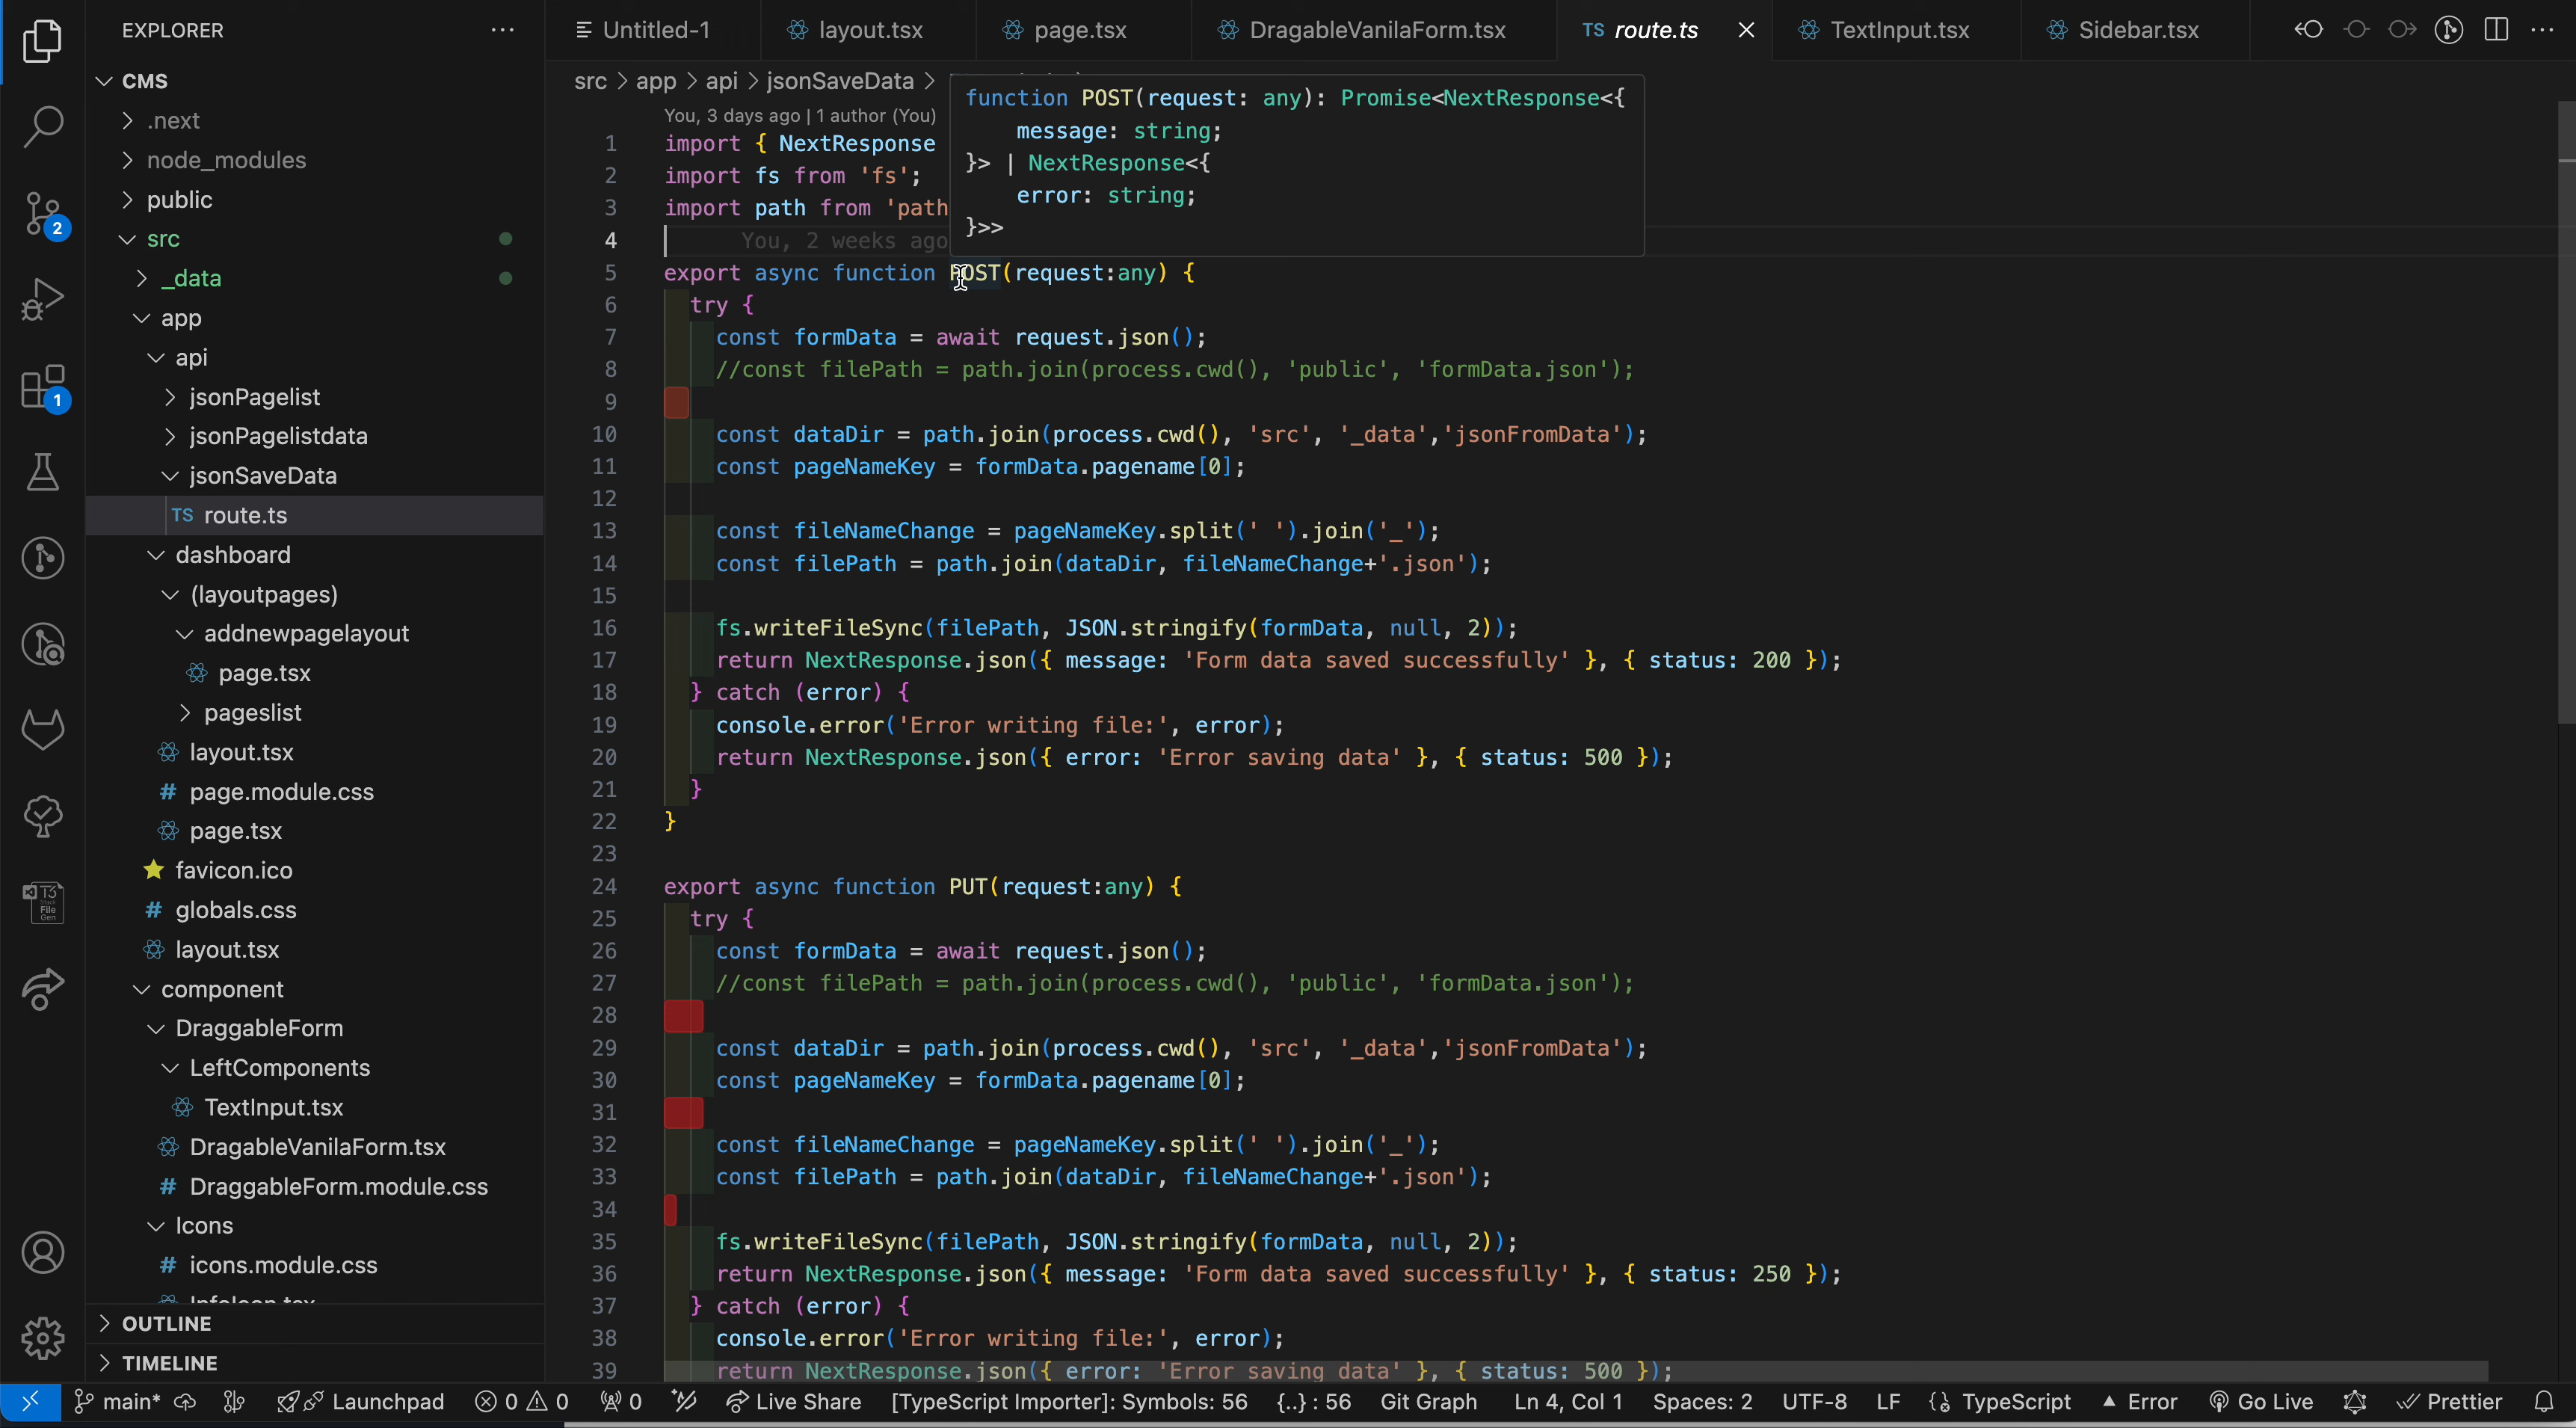 EXPLORER
Untitled-1
layout.tsx
page.tsx
DragableVanilaForm.tsx
TS route.ts
TextInput.tsx
Sidebar.tsx
CMS
.next
node_modules
public
src
_data
app
api
jsonPagelist
jsonPagelistdata
jsonSaveData
TS route.ts
dashboard
(layoutpages)
addnewpagelayout
page.tsx
pageslist
layout.tsx
# page.module.css
page.tsx
favicon.ico
# globals.css
layout.tsx
component
DraggableForm
LeftComponents
TextInput.tsx
DragableVanilaForm.tsx
# DraggableForm.module.css
Icons
# icons.module.css
OUTLINE
TIMELINE
2
1
T3
Stack
File
Gen
src > app > api > jsonSaveData >
function POST(request: any): Promise<NextResponse<{
message: string;
}> | NextResponse<{
error: string;
}>>
You, 3 days ago | 1 author (You)
1 import { NextResponse
2 import fs from 'fs';
3 import path from 'path
4 You, 2 weeks ago
5 export async function POST(request:any) {
6 try {
7 const formData = await request.json();
8 //const filePath = path.join(process.cwd(), 'public', 'formData.json');
9
10 const dataDir = path.join(process.cwd(), 'src', '_data','jsonFromData');
11 const pageNameKey = formData.pagename[0];
12
13 const fileNameChange = pageNameKey.split(' ').join('_');
14 const filePath = path.join(dataDir, fileNameChange+'.json');
15
16 fs.writeFileSync(filePath, JSON.stringify(formData, null, 2));
17 return NextResponse.json({ message: 'Form data saved successfully' }, { status: 200 });
18 } catch (error) {
19 console.error('Error writing file:', error);
20 return NextResponse.json({ error: 'Error saving data' }, { status: 500 });
21 }
22 }
23
24 export async function PUT(request:any) {
25 try {
26 const formData = await request.json();
27 //const filePath = path.join(process.cwd(), 'public', 'formData.json');
28
29 const dataDir = path.join(process.cwd(), 'src', '_data','jsonFromData');
30 const pageNameKey = formData.pagename[0];
31
32 const fileNameChange = pageNameKey.split(' ').join('_');
33 const filePath = path.join(dataDir, fileNameChange+'.json');
34
35 fs.writeFileSync(filePath, JSON.stringify(formData, null, 2));
36 return NextResponse.json({ message: 'Form data saved successfully' }, { status: 250 });
37 } catch (error) {
38 console.error('Error writing file:', error);
39 return NextResponse.json({ error: 'Error saving data' }, { status: 500 });
main* Launchpad 0 0 0 Live Share [TypeScript Importer]: Symbols: 56 {..} : 56 Git Graph Ln 4, Col 1 Spaces: 2 UTF-8 LF TypeScript Error Go Live Prettier